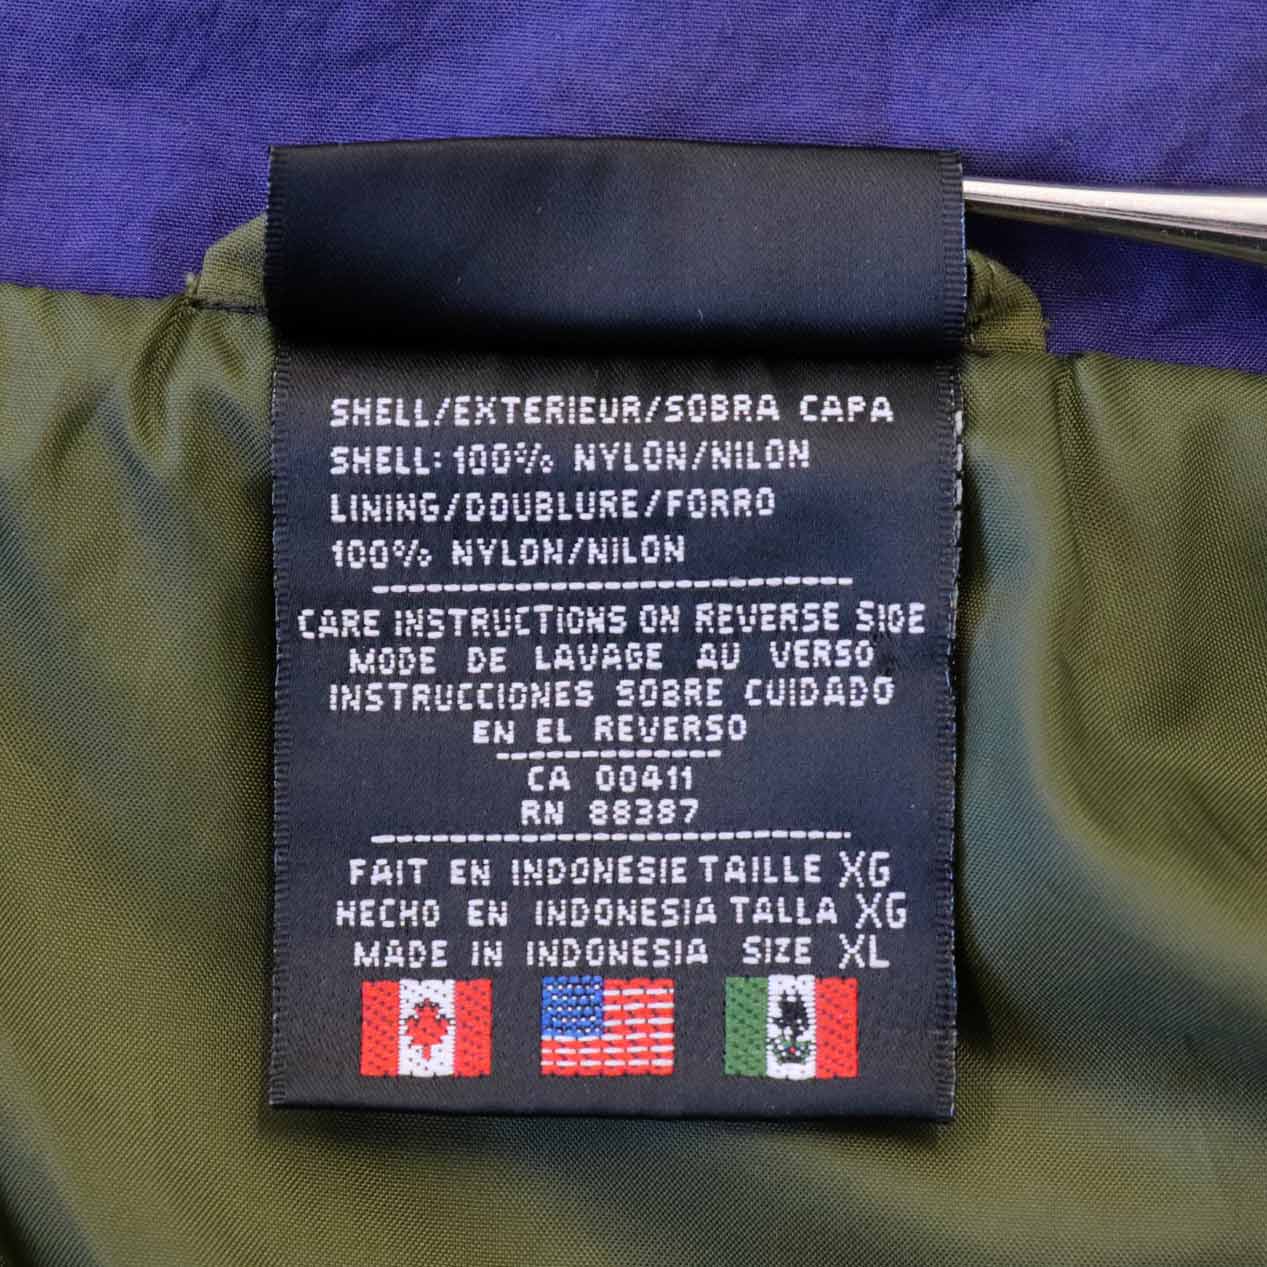 SHELL/EXTERIEUR/SOBRA CAPA
SHELL: 100% NYLON/NILON
LINING/DOUBLURE/FORRO
100% NYLON/NILON
CARE INSTRUCTIONS ON REVERSE SIDE
MODE DE LAVAGE AU VERSO
INSTRUCCIONES SOBRE CUIDADO
EN EL REVERSO
CA 00411
RN 88387
FAIT EN INDONESIE TAILLE XG
HECHO EN INDONESIA TALLA XG
MADE IN INDONESIA SIZE XL